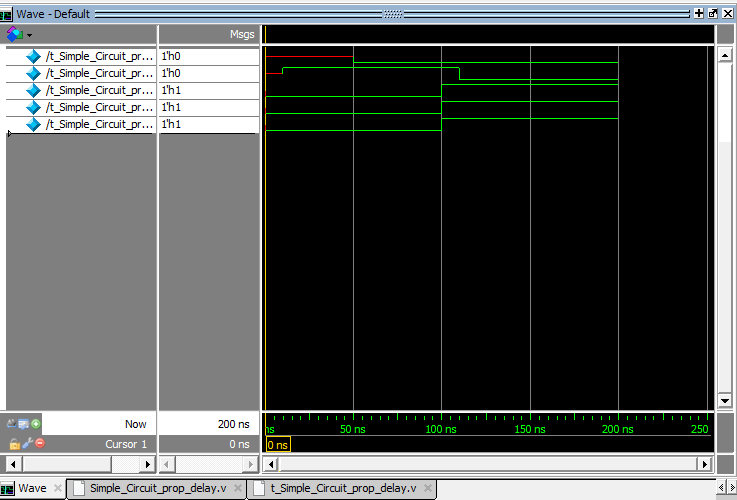 Wave - Default
Msgs
/t_Simple_Circuit_pr... 1'h0
/t_Simple_Circuit_pr... 1'h0
/t_Simple_Circuit_pr... 1'h1
/t_Simple_Circuit_pr... 1'h1
/t_Simple_Circuit_pr... 1'h1
Now 200 ns ns 50 ns 100 ns 150 ns 200 ns 250
Cursor 1 0 ns 0 ns
Wave Simple_Circuit_prop_delay.v t_Simple_Circuit_prop_delay.v